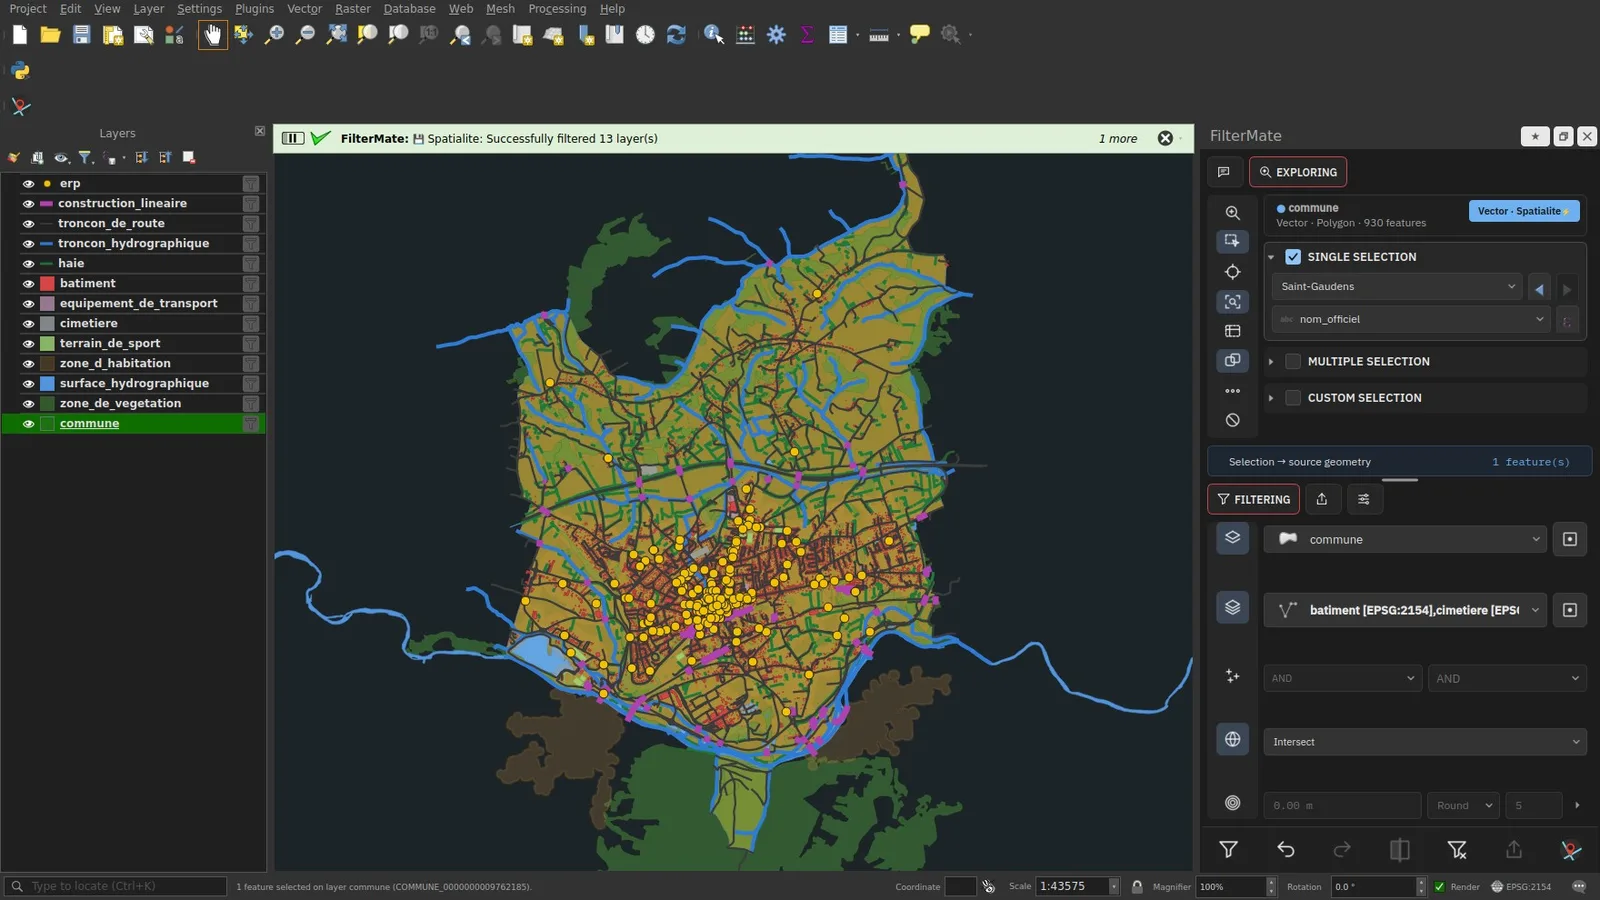 Project Edit View Layer Settings Plugins Vector Raster Database Web Mesh Processing Help
Layers
erp
construction_lineaire
troncon_de_route
troncon_hydrographique
haie
batiment
equipement_de_transport
cimetiere
terrain_de_sport
zone_d_habitation
surface_hydrographique
zone_de_vegetation
commune
FilterMate: Spatialite: Successfully filtered 13 layer(s) 1 more
FilterMate
EXPLORING
commune
Vector · Polygon · 930 features
Vector · Spatialite
SINGLE SELECTION
Saint-Gaudens
abc nom_officiel
ε
MULTIPLE SELECTION
CUSTOM SELECTION
Selection → source geometry 1 feature(s)
FILTERING
commune
batiment [EPSG:2154],cimetiere [EPS
AND AND
Intersect
0.00 m Round 5
Type to locate (Ctrl+K) 1 feature selected on layer commune (COMMUNE_0000000009762185). Coordinate Scale 1:43575 Magnifier 100% Rotation 0.0 ° Render EPSG:2154